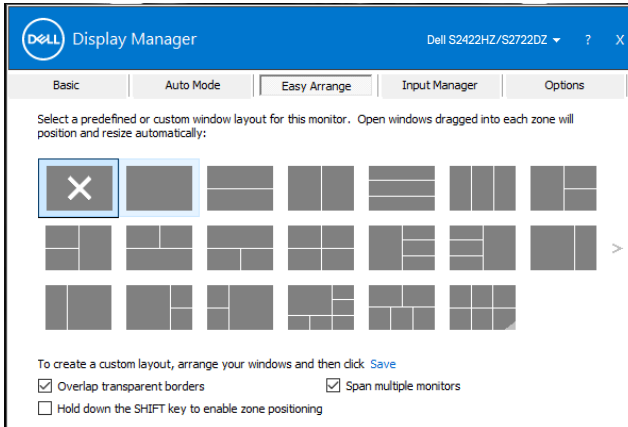 DELL Display Manager Dell S2422HZ/S2722DZ ? X
Basic Auto Mode Easy Arrange Input Manager Options
Select a predefined or custom window layout for this monitor. Open windows dragged into each zone will
position and resize automatically:
To create a custom layout, arrange your windows and then click Save
Overlap transparent borders Span multiple monitors
Hold down the SHIFT key to enable zone positioning